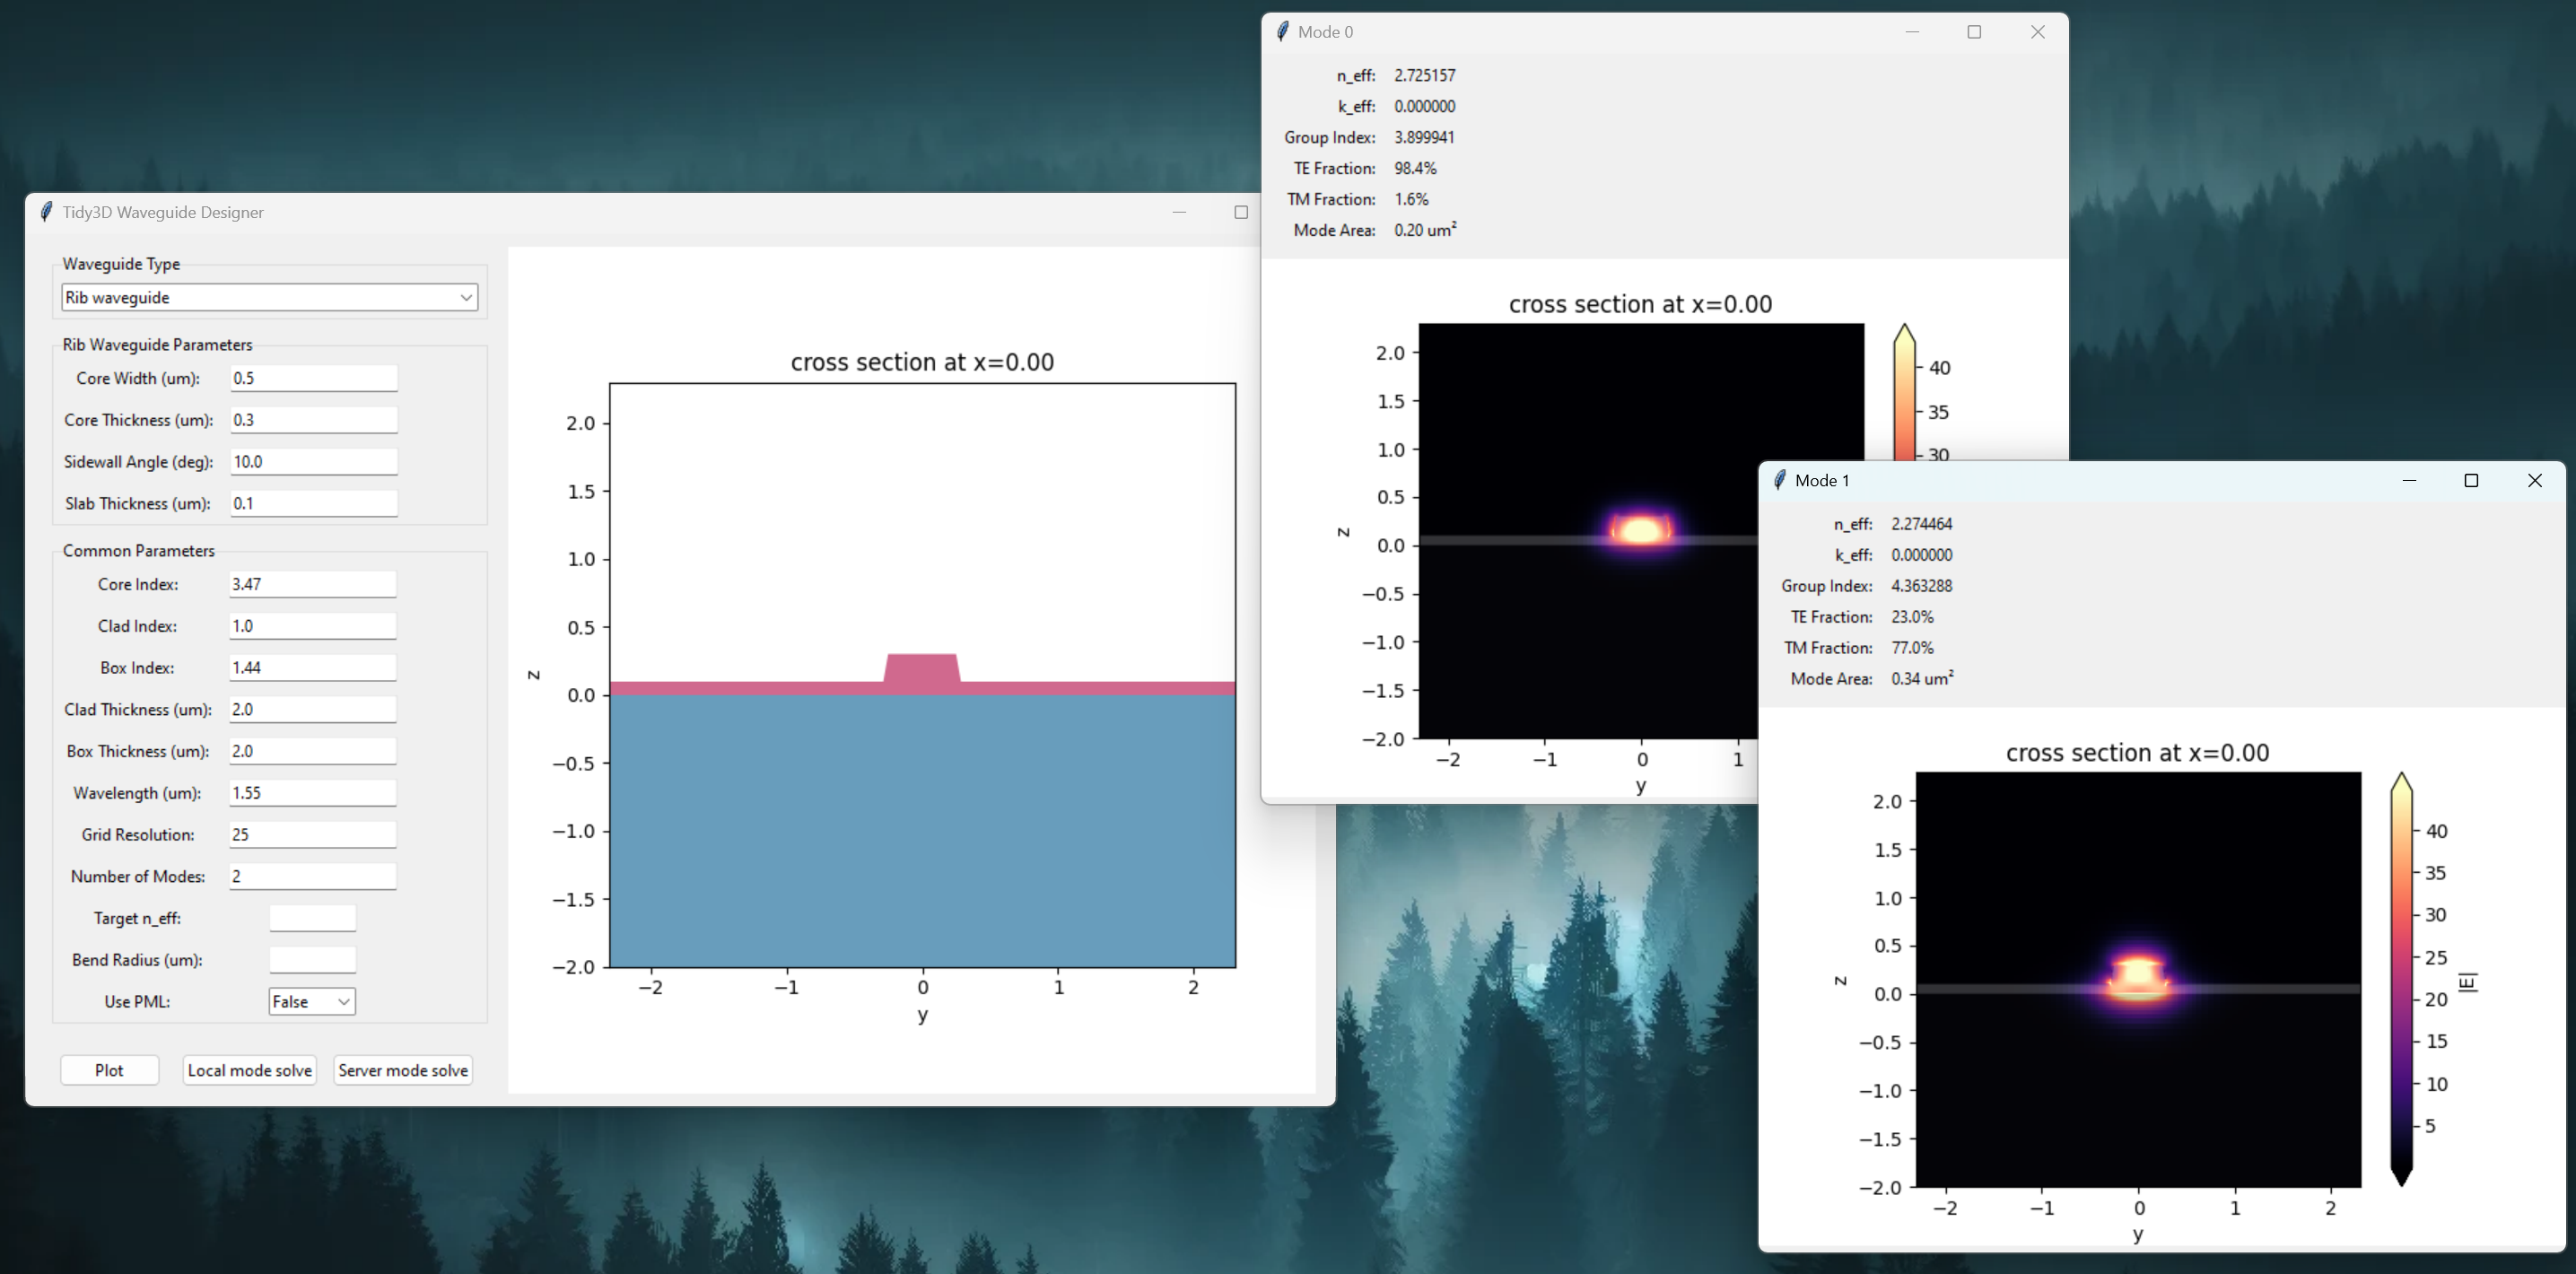 Tidy3D Waveguide Designer
Waveguide Type
Rib waveguide
Rib Waveguide Parameters
Core Width (um): 0.5
Core Thickness (um): 0.3
Sidewall Angle (deg): 10.0
Slab Thickness (um): 0.1
Common Parameters
Core Index: 3.47
Clad Index: 1.0
Box Index: 1.44
Clad Thickness (um): 2.0
Box Thickness (um): 2.0
Wavelength (um): 1.55
Grid Resolution: 25
Number of Modes: 2
Target n_eff:
Bend Radius (um):
Use PML: False
Plot Local mode solve Server mode solve
cross section at x=0.00
2.0
1.5
1.0
0.5
0.0
−0.5
−1.0
−1.5
−2.0
z
−2 −1 0 1 2
y
Mode 0
n_eff: 2.725157
k_eff: 0.000000
Group Index: 3.899941
TE Fraction: 98.4%
TM Fraction: 1.6%
Mode Area: 0.20 um²
cross section at x=0.00
2.0
1.5
1.0
0.5
0.0
−0.5
−1.0
−1.5
−2.0
z
−2 −1 0 1
y
40
35
30
Mode 1
n_eff: 2.274464
k_eff: 0.000000
Group Index: 4.363288
TE Fraction: 23.0%
TM Fraction: 77.0%
Mode Area: 0.34 um²
cross section at x=0.00
2.0
1.5
1.0
0.5
0.0
−0.5
−1.0
−1.5
−2.0
z
−2 −1 0 1 2
y
40
35
30
25
20
15
10
5
|E|